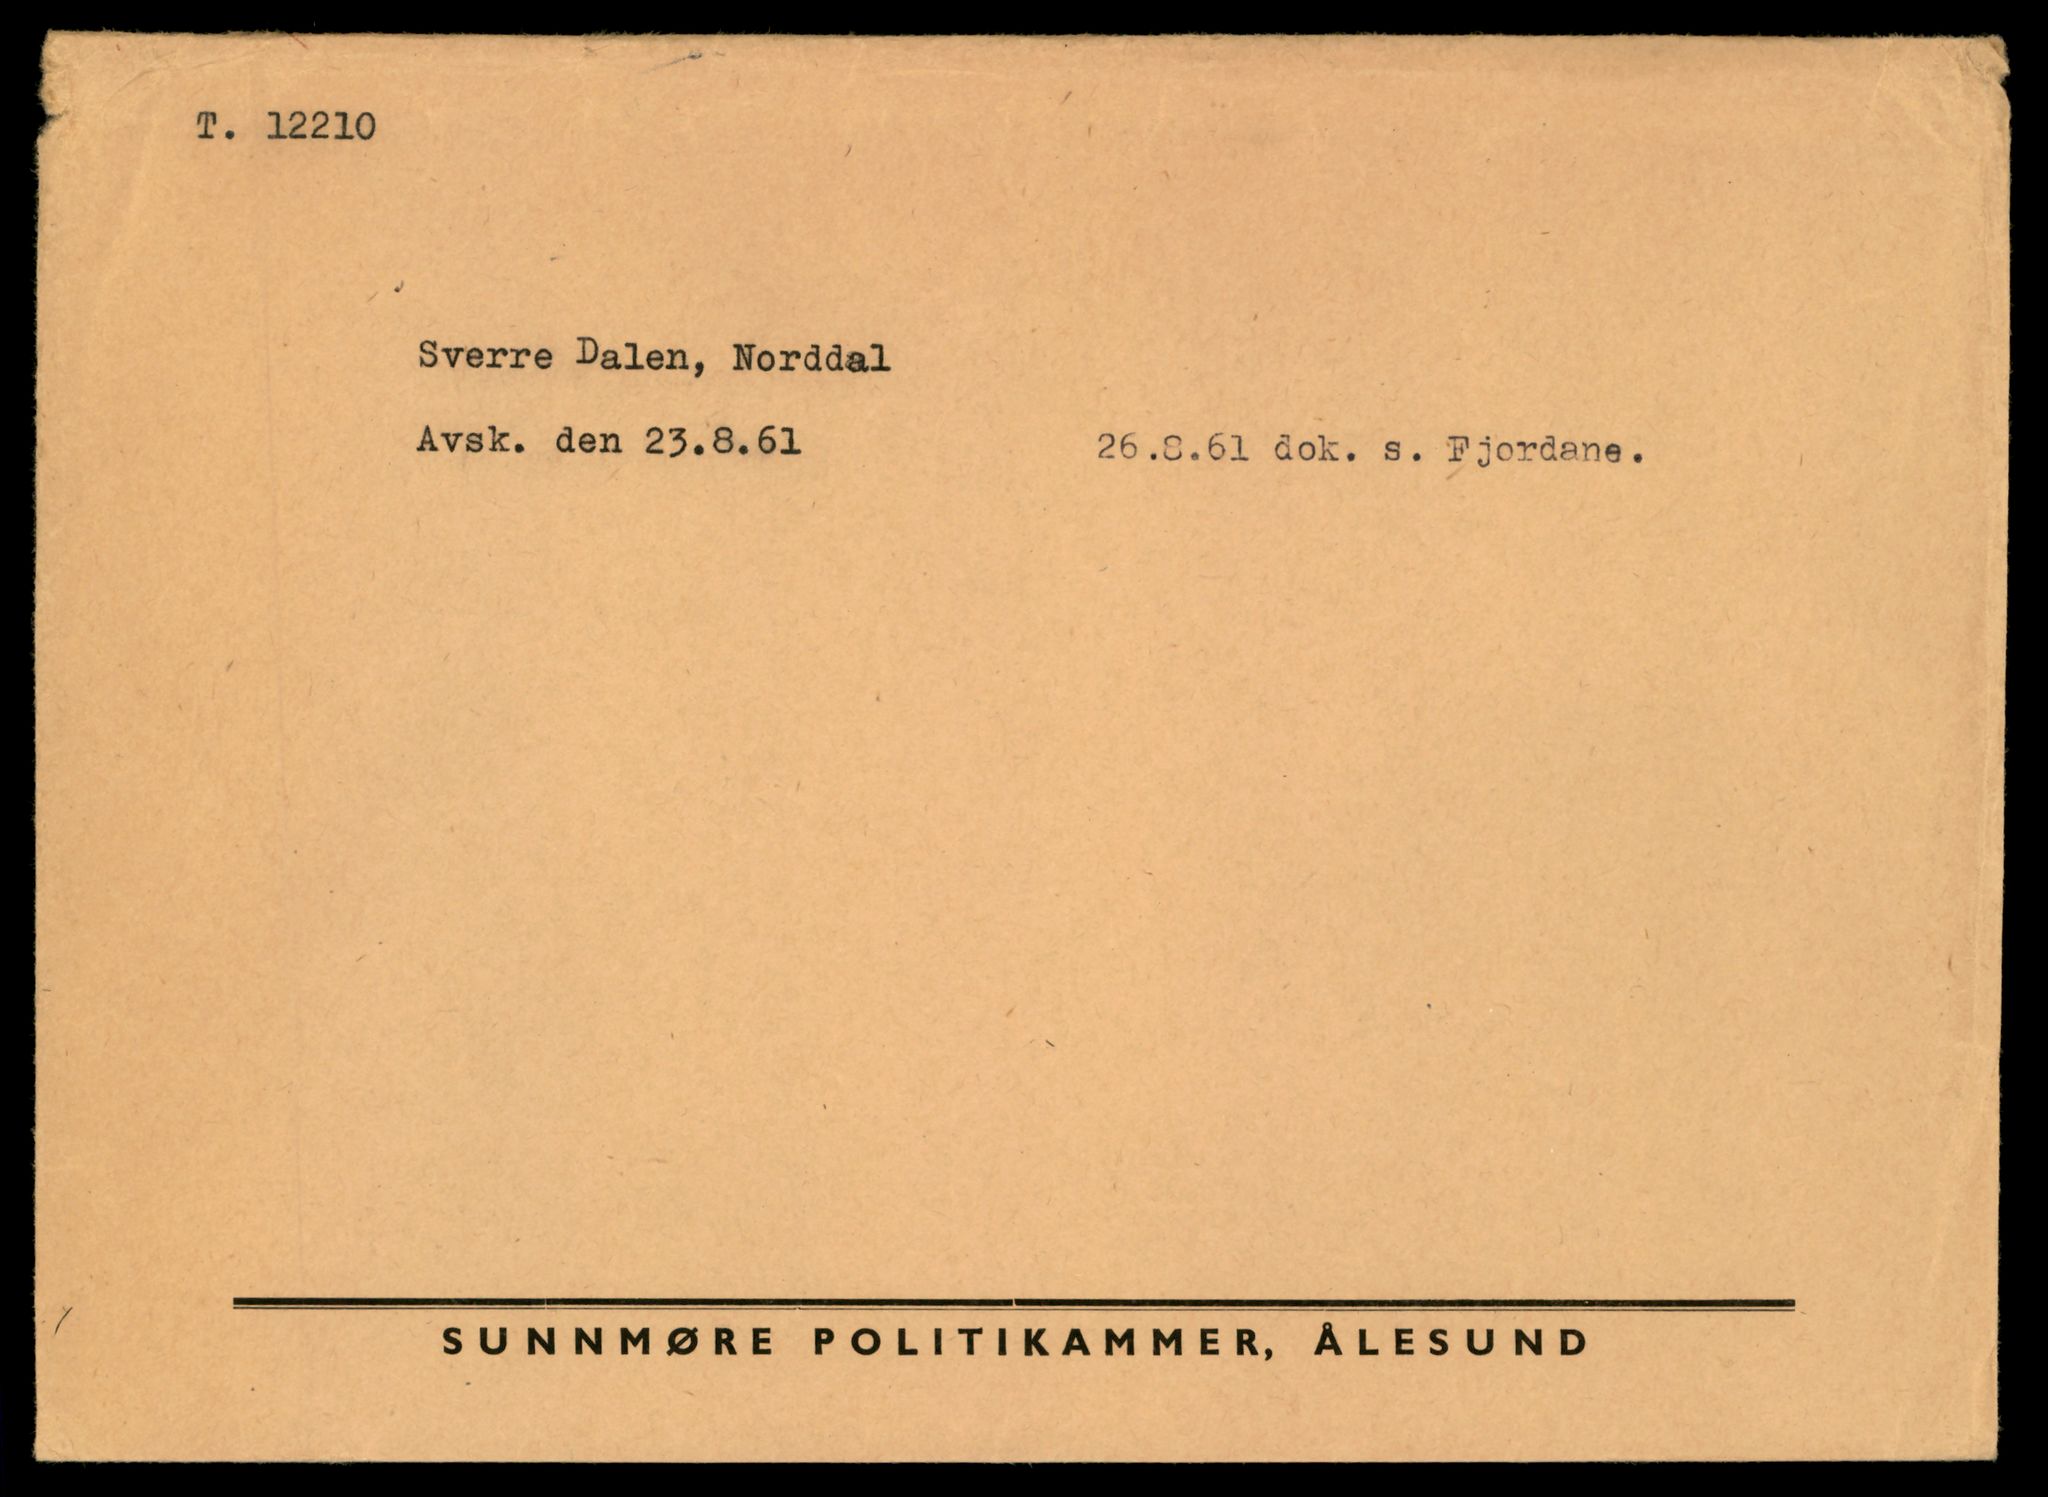 T. 12210
Sverre Dalen, Norddal
Avsk. den 23.8.61
26.8.61 dok. s. Fjordane.
SUNNMØRE POLITIKAMMER, ÅLESUND